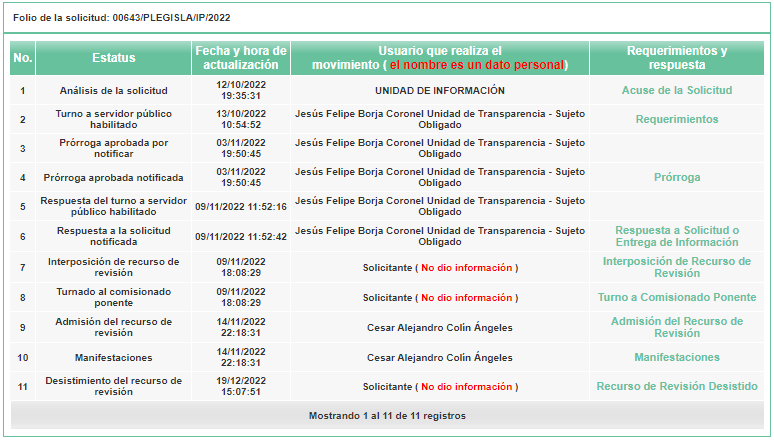 Folio de la solicitud: 00643/PLEGISLA/IP/2022
No. Estatus Fecha y hora de actualización Usuario que realiza el movimiento ( el nombre es un dato personal) Requerimientos y respuesta
1 Análisis de la solicitud 12/10/2022 19:35:31 UNIDAD DE INFORMACIÓN Acuse de la Solicitud
2 Turno a servidor público habilitado 13/10/2022 10:54:52 Jesús Felipe Borja Coronel Unidad de Transparencia - Sujeto Obligado Requerimientos
3 Prórroga aprobada por notificar 03/11/2022 19:50:45 Jesús Felipe Borja Coronel Unidad de Transparencia - Sujeto Obligado
4 Prórroga aprobada notificada 03/11/2022 19:50:45 Jesús Felipe Borja Coronel Unidad de Transparencia - Sujeto Obligado Prórroga
5 Respuesta del turno a servidor público habilitado 09/11/2022 11:52:16 Jesús Felipe Borja Coronel Unidad de Transparencia - Sujeto Obligado
6 Respuesta a la solicitud notificada 09/11/2022 11:52:42 Jesús Felipe Borja Coronel Unidad de Transparencia - Sujeto Obligado Respuesta a Solicitud o Entrega de Información
7 Interposición de recurso de revisión 09/11/2022 18:08:29 Solicitante ( No dio información ) Interposición de Recurso de Revisión
8 Turnado al comisionado ponente 09/11/2022 18:08:29 Solicitante ( No dio información ) Turno a Comisionado Ponente
9 Admisión del recurso de revisión 14/11/2022 22:18:31 Cesar Alejandro Colín Ángeles Admisión del Recurso de Revisión
10 Manifestaciones 14/11/2022 22:18:31 Cesar Alejandro Colín Ángeles Manifestaciones
11 Desistimiento del recurso de revisión 19/12/2022 15:07:51 Solicitante ( No dio información ) Recurso de Revisión Desistido
Mostrando 1 al 11 de 11 registros